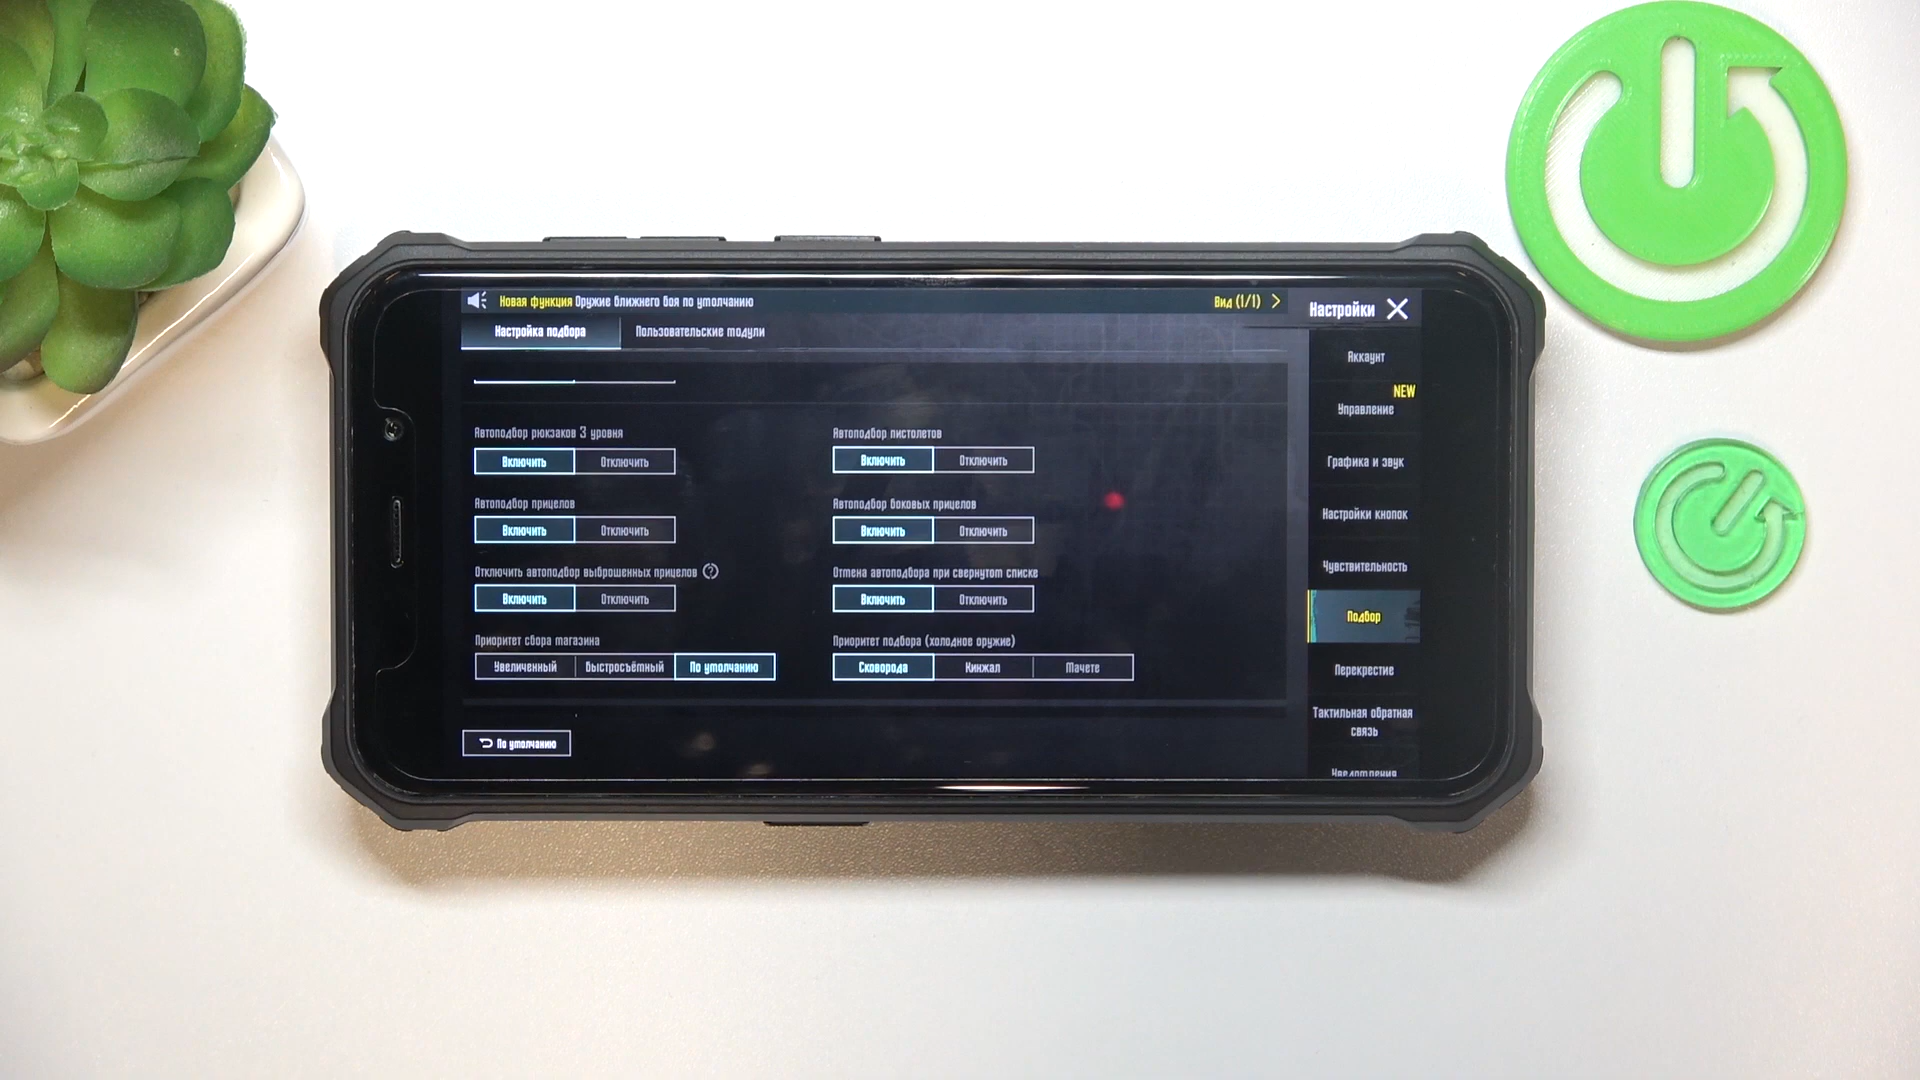 Новая функция Оружие ближнего боя по умолчанию
Вид (1/1)
Настройки
Настройка подбора
Пользовательские модули
Автоподбор рюкзаков 3 уровня
Включить
Отключить
Автоподбор пистолетов
Включить
Отключить
Автоподбор прицелов
Включить
Отключить
Автоподбор боковых прицелов
Включить
Отключить
Отключить автоподбор выброшенных прицелов ?
Включить
Отключить
Отмена автоподбора при свернутом списке
Включить
Отключить
Приоритет сбора магазина
Увеличенный
Быстросъёмный
По умолчанию
Приоритет подбора (холодное оружие)
Сковорода
Кинжал
Мачете
По умолчанию
Аккаунт
NEW
Управление
Графика и звук
Настройки кнопок
Чувствительность
Подбор
Перекрестие
Тактильная обратная
связь
Уведомления